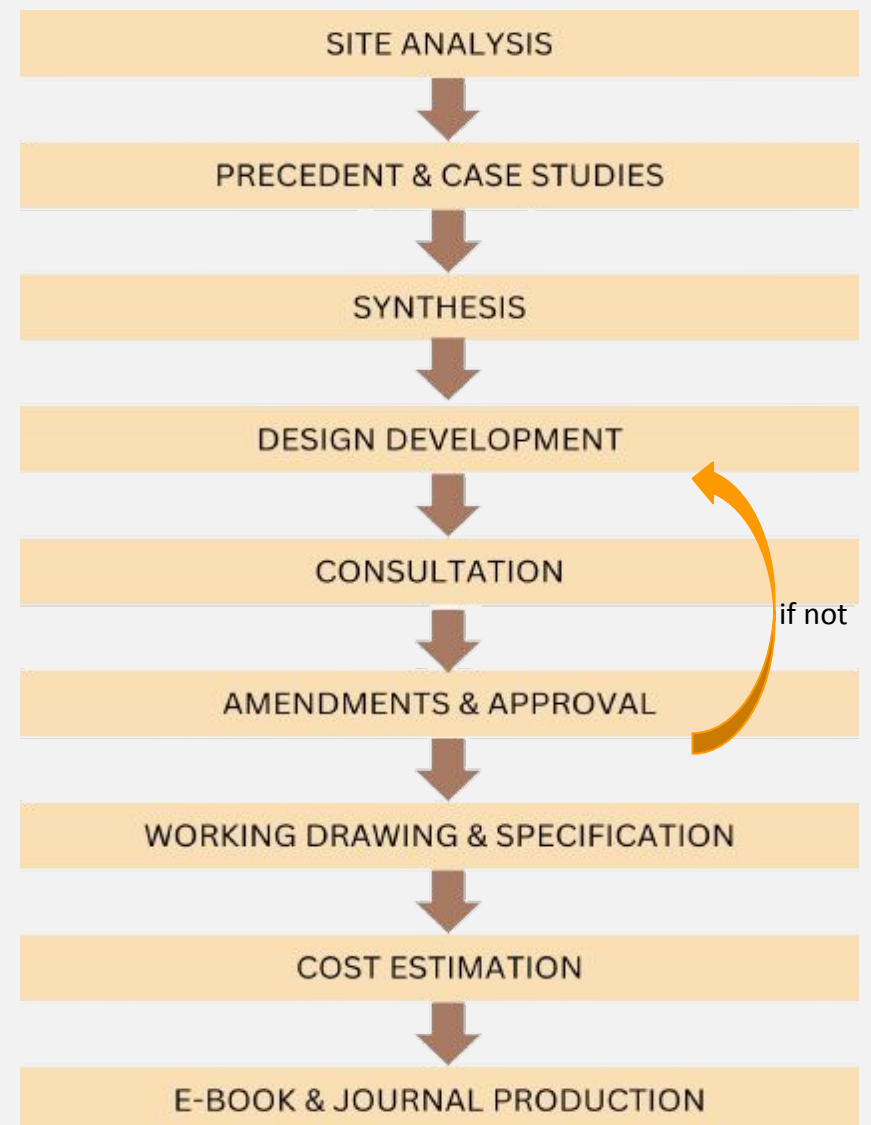 SITE ANALYSIS
PRECEDENT & CASE STUDIES
SYNTHESIS
DESIGN DEVELOPMENT
CONSULTATION
if not
AMENDMENTS & APPROVAL
WORKING DRAWING & SPECIFICATION
COST ESTIMATION
E-BOOK & JOURNAL PRODUCTION